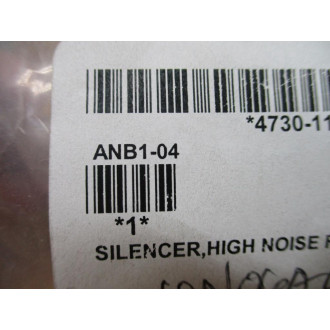 *4730-11
ANB1-04
*1*
SILENCER,HIGH NOISE